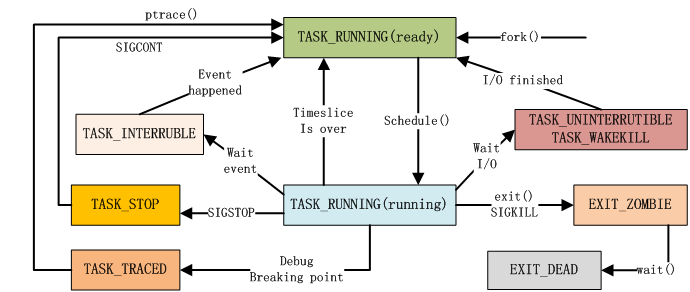 ptrace()
TASK_RUNNING(ready)
fork()
SIGCONT
Event
happened
I/O finished
Timeslice
Is over
Schedule()
TASK_INTERRUBLE
TASK_UNINTERRUTIBLE
TASK_WAKEKILL
Wait
event
Wait
I/O
TASK_STOP
SIGSTOP
TASK_RUNNING(running)
exit()
SIGKILL
EXIT_ZOMBIE
TASK_TRACED
Debug
Breaking point
EXIT_DEAD
wait()